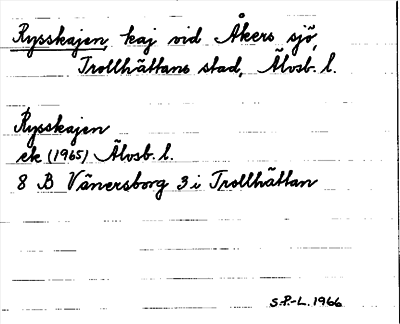 Rysskajen, kaj vid Åkers sjö,
Trollhättans stad, Älvsb. l.
Rysskajen
ek (1965) Älvsb. l.
8 B Vänersborg 3 i Trollhättan
S.P.-L. 1966